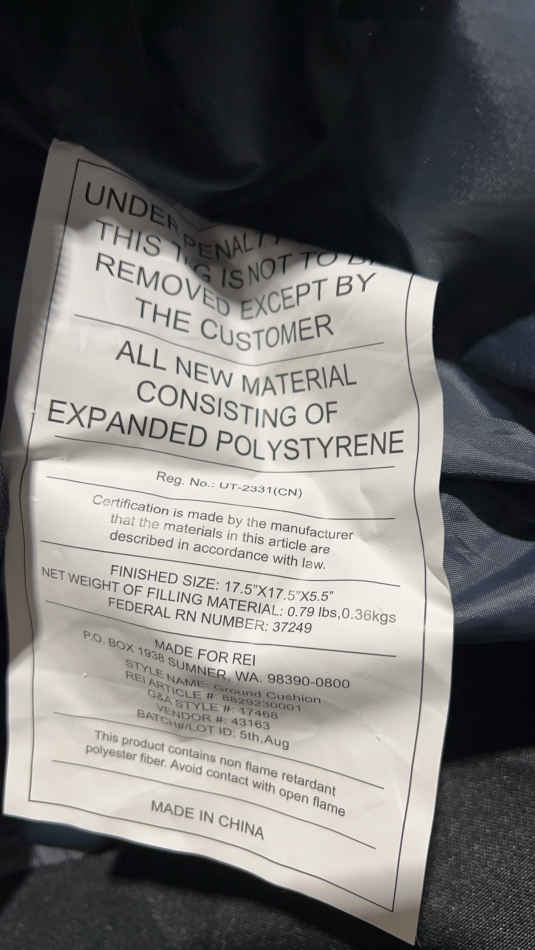 UNDER PENALTY
THIS TAG IS NOT TO BE
REMOVED EXCEPT BY
THE CUSTOMER
ALL NEW MATERIAL
CONSISTING OF
EXPANDED POLYSTYRENE
Reg. No.: UT-2331(CN)
Certification is made by the manufacturer
that the materials in this article are
described in accordance with law.
FINISHED SIZE: 17.5"X17.5"X5.5"
NET WEIGHT OF FILLING MATERIAL: 0.79 lbs,0.36kgs
FEDERAL RN NUMBER: 37249
MADE FOR REI
P.O. BOX 1938 SUMNER, WA. 98390-0800
STYLE NAME: Ground Cushion
REI ARTICLE #: 8829230001
G&A STYLE #: 17468
VENDOR #: 43163
BATCH#/LOT ID: 5th,Aug
This product contains non flame retardant
polyester fiber. Avoid contact with open flame
MADE IN CHINA